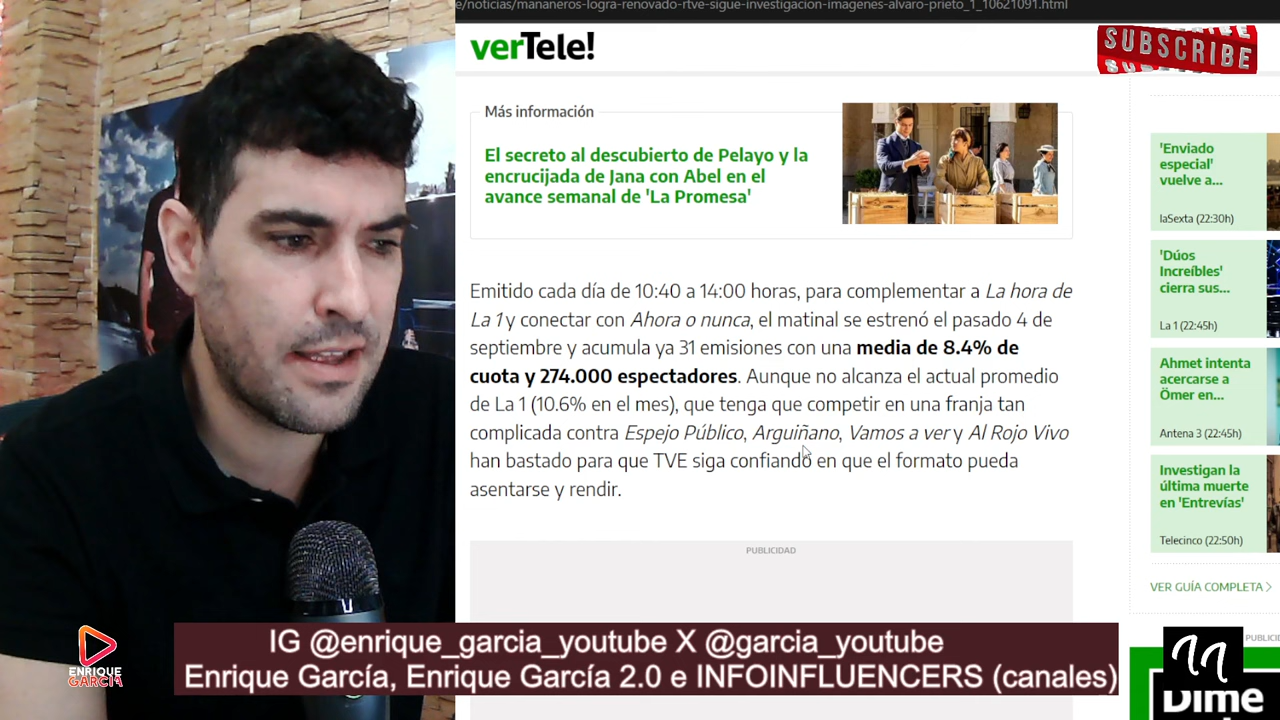 e/noticias/mananeros-logra-renovado-rtve-sigue-investigacion-imagenes-alvaro-prieto_1_10621091.html
verTele!
SUBSCRIBE
Más información
El secreto al descubierto de Pelayo y la
encrucijada de Jana con Abel en el
avance semanal de 'La Promesa'
Emitido cada día de 10:40 a 14:00 horas, para complementar a La hora de
La 1 y conectar con Ahora o nunca, el matinal se estrenó el pasado 4 de
septiembre y acumula ya 31 emisiones con una media de 8.4% de
cuota y 274.000 espectadores. Aunque no alcanza el actual promedio
de La 1 (10.6% en el mes), que tenga que competir en una franja tan
complicada contra Espejo Público, Arguiñano, Vamos a ver y Al Rojo Vivo
han bastado para que TVE siga confiando en que el formato pueda
asentarse y rendir.
PUBLICIDAD
'Enviado
especial'
vuelve a...
laSexta (22:30h)
'Dúos
Increíbles'
cierra sus...
La 1 (22:45h)
Ahmet intenta
acercarse a
Ömer en...
Antena 3 (22:45h)
Investigan la
última muerte
en 'Entrevías'
Telecinco (22:50h)
VER GUÍA COMPLETA
PUBLICID
Dime
ENRIQUE
GARCÍA
IG @enrique_garcia_youtube X @garcia_youtube
Enrique García, Enrique García 2.0 e INFOINFLUENCERS (canales)